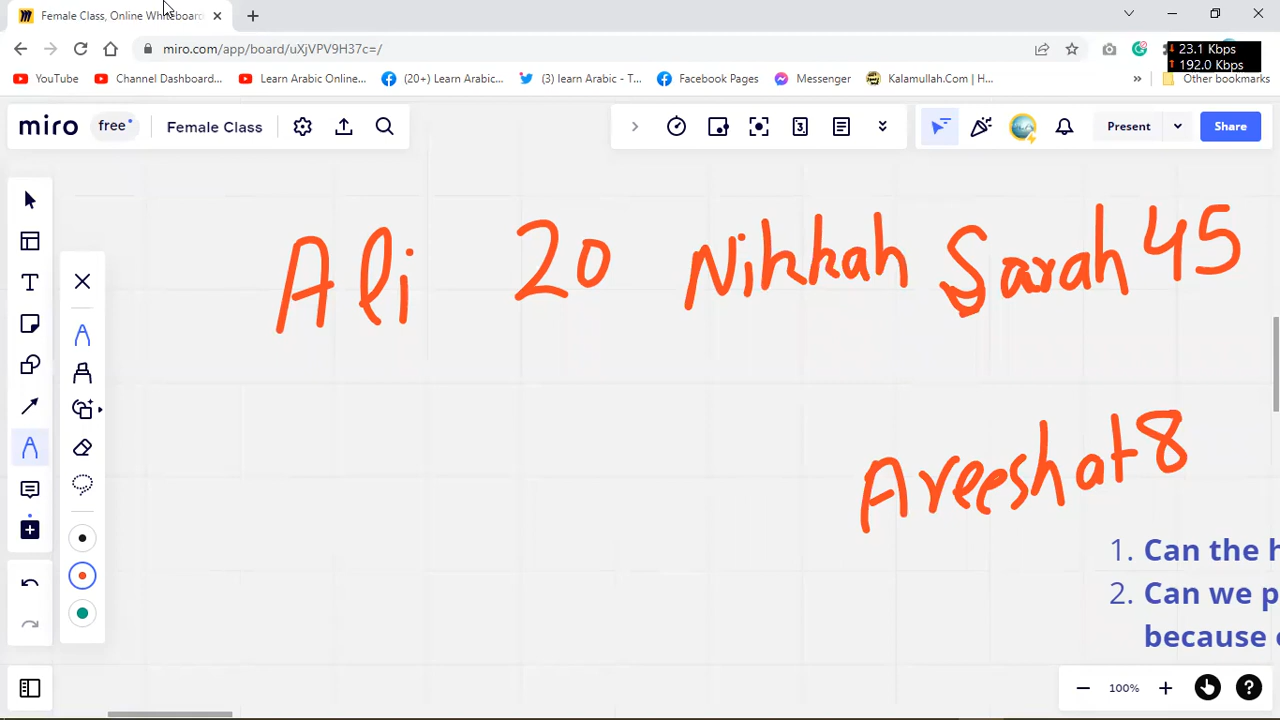 Female Class, Online Whiteboard
miro.com/app/board/uXjVPV9H37c=/
23.1 Kbps
192.0 Kbps
YouTube
Channel Dashboard...
Learn Arabic Online...
(20+) Learn Arabic...
(3) learn Arabic - T...
Facebook Pages
Messenger
Kalamullah.Com | H...
»
Other bookmarks
miro
free
Female Class
3
Present
Share
Ali 20 Nikkah Sarah 45
Areeshat 8
1. Can the h
2. Can we p
because
100%